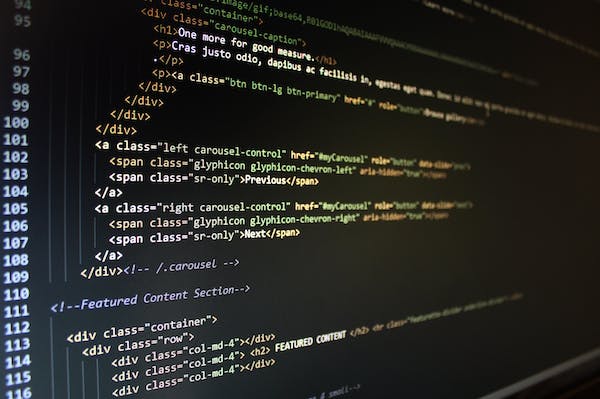 94 image/gif;base64,R0lGODlhAQABAIAAA

95 <div class="container">
<div class="carousel-caption">
<h1>One more for good measure.</h1>
<p>Cras justo odio, dapibus ac facilisis in, egestas eget quam.
96 .</p>
97 <p><a class="btn btn-lg btn-primary" href="#" role="button">Browse gallery
98 </div>
99 </div>
100 </div>
101 </div>
102 <a class="left carousel-control" href="#myCarousel" role="button" data-slide="prev">
103 <span class="glyphicon glyphicon-chevron-left" aria-hidden="true"></span>
104 <span class="sr-only">Previous</span>
105 </a>
106 <a class="right carousel-control" href="#myCarousel" role="button" data-slide="next">
107 <span class="glyphicon glyphicon-chevron-right" aria-hidden="true"></span>
108 <span class="sr-only">Next</span>
109 </a>
110 </div><!-- /.carousel -->
111 <!--Featured Content Section-->
112
113 <div class="container">
114 <div class="row">
115 <div class="col-md-4"></div>
116 <div class="col-md-4"> <h2> FEATURED CONTENT </h2> <hr class=
<div class="col-md-4"></div>